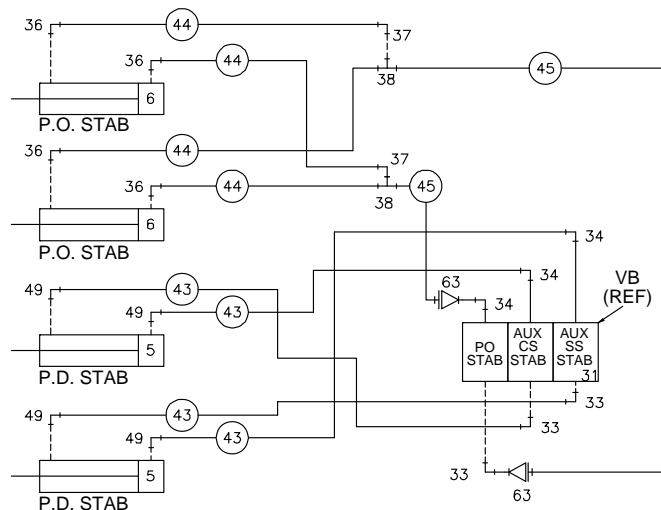 36 44 37
36 44 45
6 38
P.O. STAB
36 44 37
36 44 45
6 38
P.O. STAB
34
49 43 34 VB
49 43 63 34 (REF)
5 PO STAB AUX CS STAB AUX SS STAB
P.D. STAB 31
49 43 33
49 43 33
5 33
P.D. STAB 63